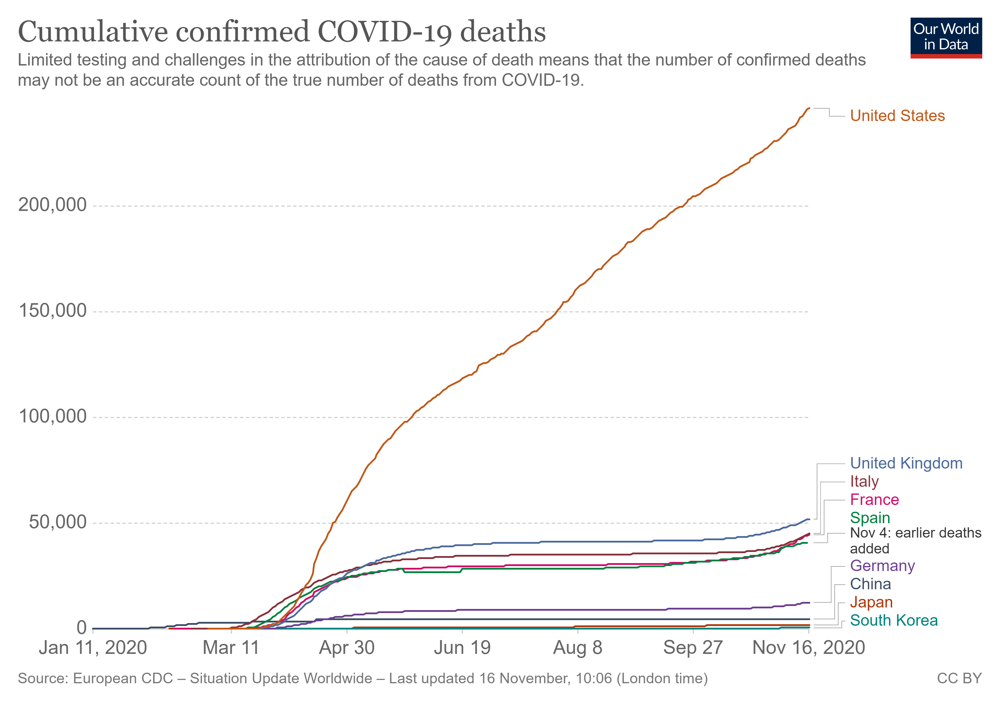 Cumulative confirmed COVID-19 deaths
Our World
in Data
Limited testing and challenges in the attribution of the cause of death means that the number of confirmed deaths
may not be an accurate count of the true number of deaths from COVID-19.
United States
200,000
150,000
100,000
50,000
0
United Kingdom
Italy
France
Spain
Nov 4: earlier deaths
added
Germany
China
Japan
South Korea
Jan 11, 2020
Mar 11
Apr 30
Jun 19
Aug 8
Sep 27
Nov 16, 2020
Source: European CDC – Situation Update Worldwide – Last updated 16 November, 10:06 (London time)
CC BY